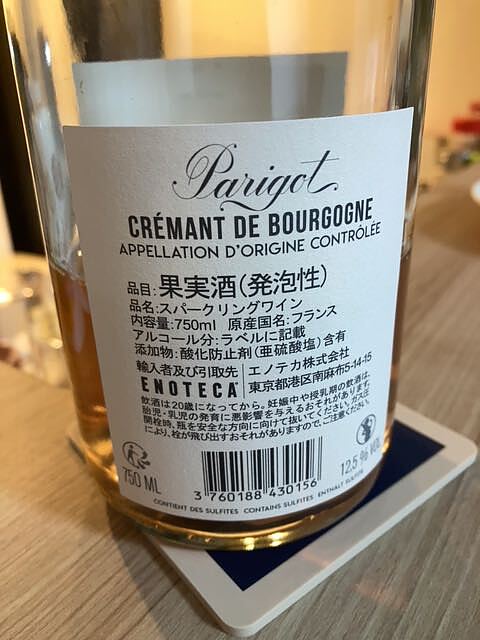 Parigot
CRÉMANT DE BOURGOGNE
APPELLATION D'ORIGINE CONTRÔLÉE
品目:果実酒(発泡性)
品名:スパークリングワイン
内容量:750ml 原産国名:フランス
アルコール分:ラベルに記載
添加物:酸化防止剤(亜硫酸塩)含有
輸入者及び引取先 エノテカ株式会社
ENOTECA 東京都港区南麻布5-14-15
飲酒は20歳になってから。妊娠中や授乳期の飲酒は、
胎児・乳児の発育に悪影響を与えるおそれがあります。
開栓時、瓶を安全な方向に向けて抜いてください。ガス圧
により、栓が飛び出すおそれがありますので、ご注意ください。
750 ML
12.5 % VOL.
3 760188 430156
CONTIENT DES SULFITES CONTAINS SULFITES ENTHALT SULFITE